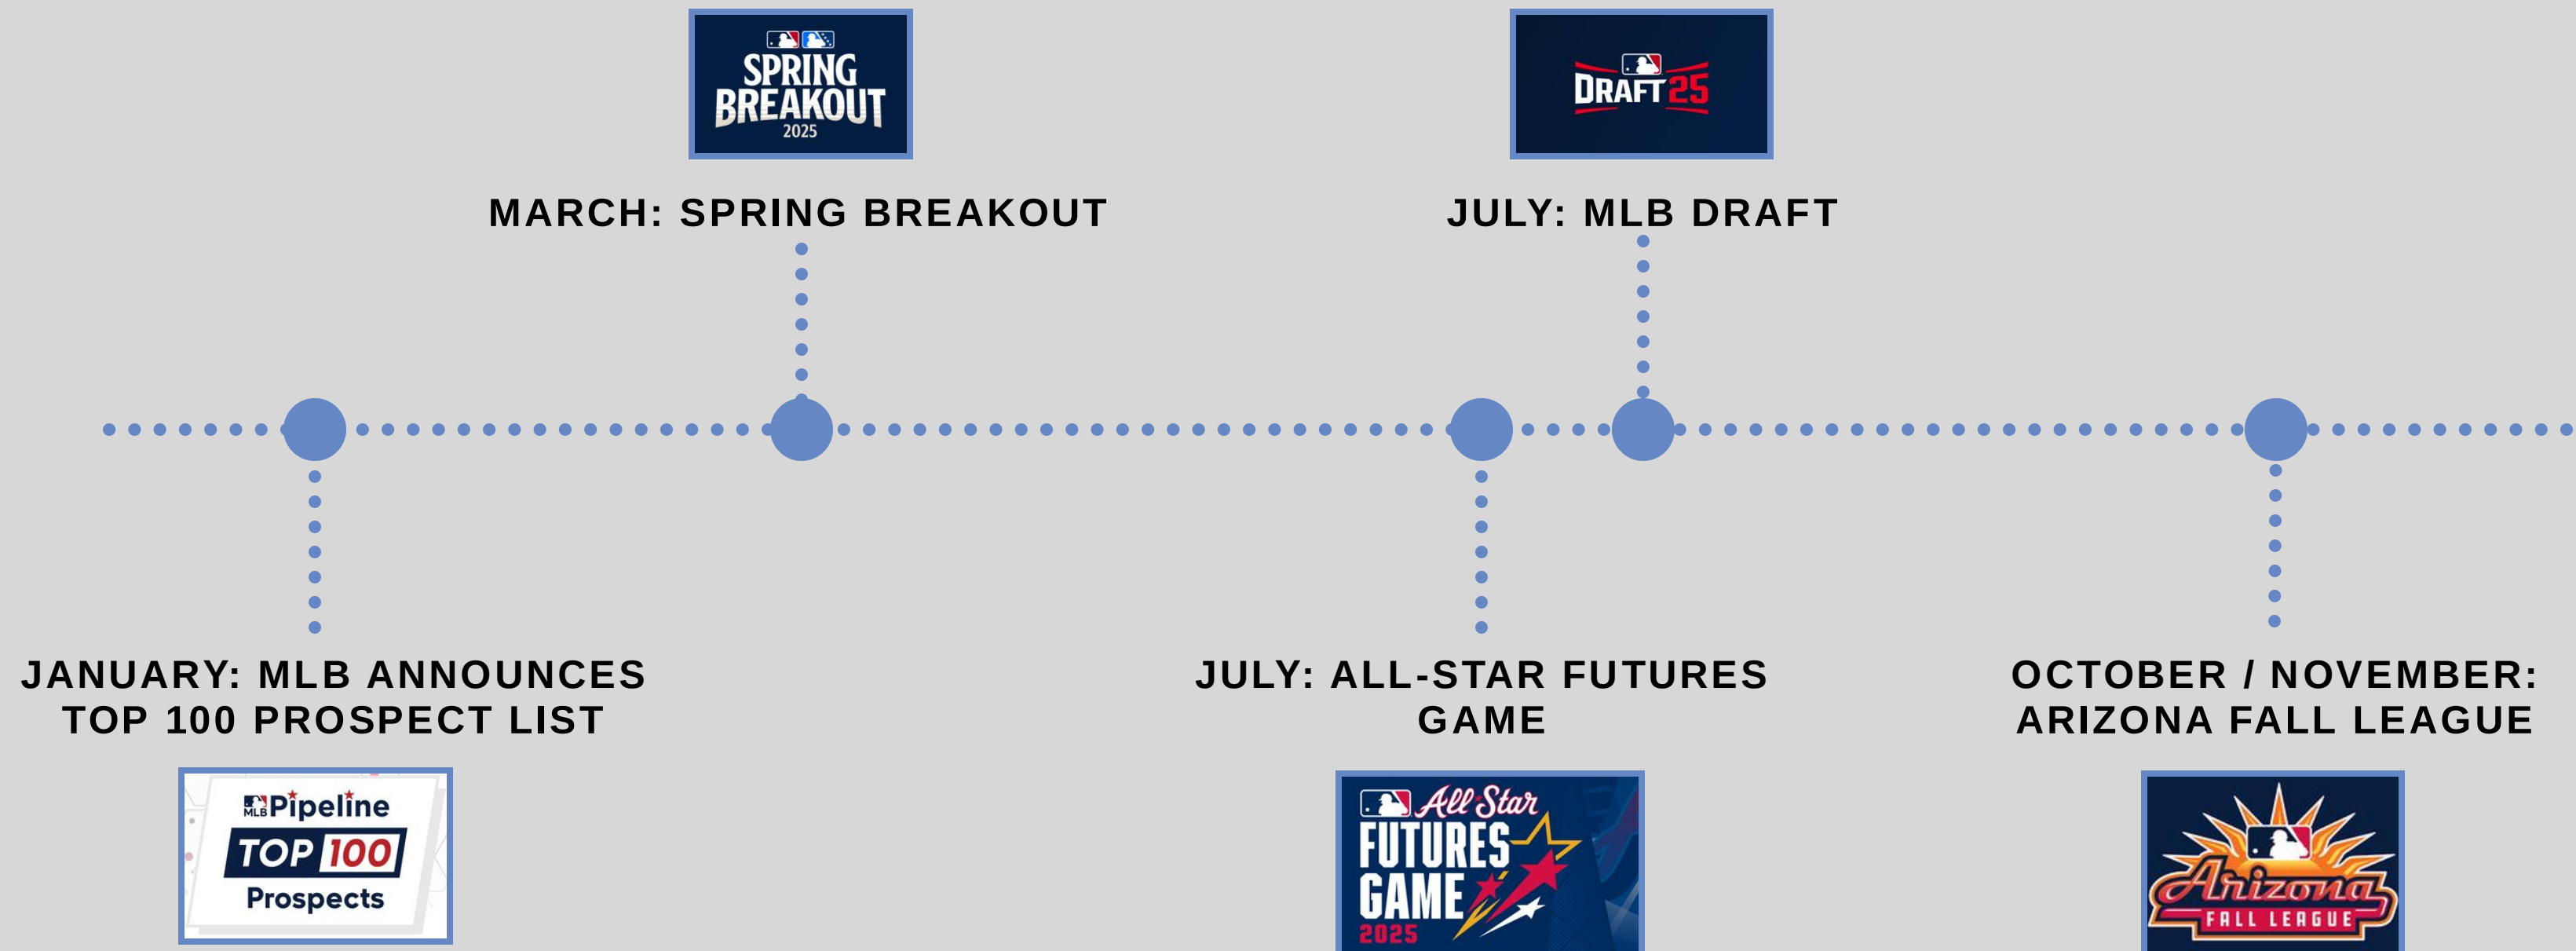 SPRING
BREAKOUT
2025
DRAFT 25
MARCH: SPRING BREAKOUT
JULY: MLB DRAFT
JANUARY: MLB ANNOUNCES
TOP 100 PROSPECT LIST
JULY: ALL-STAR FUTURES
GAME
OCTOBER / NOVEMBER:
ARIZONA FALL LEAGUE
MLB Pipeline
TOP 100
Prospects
All Star
FUTURES
GAME
2025
Arizona
FALL LEAGUE